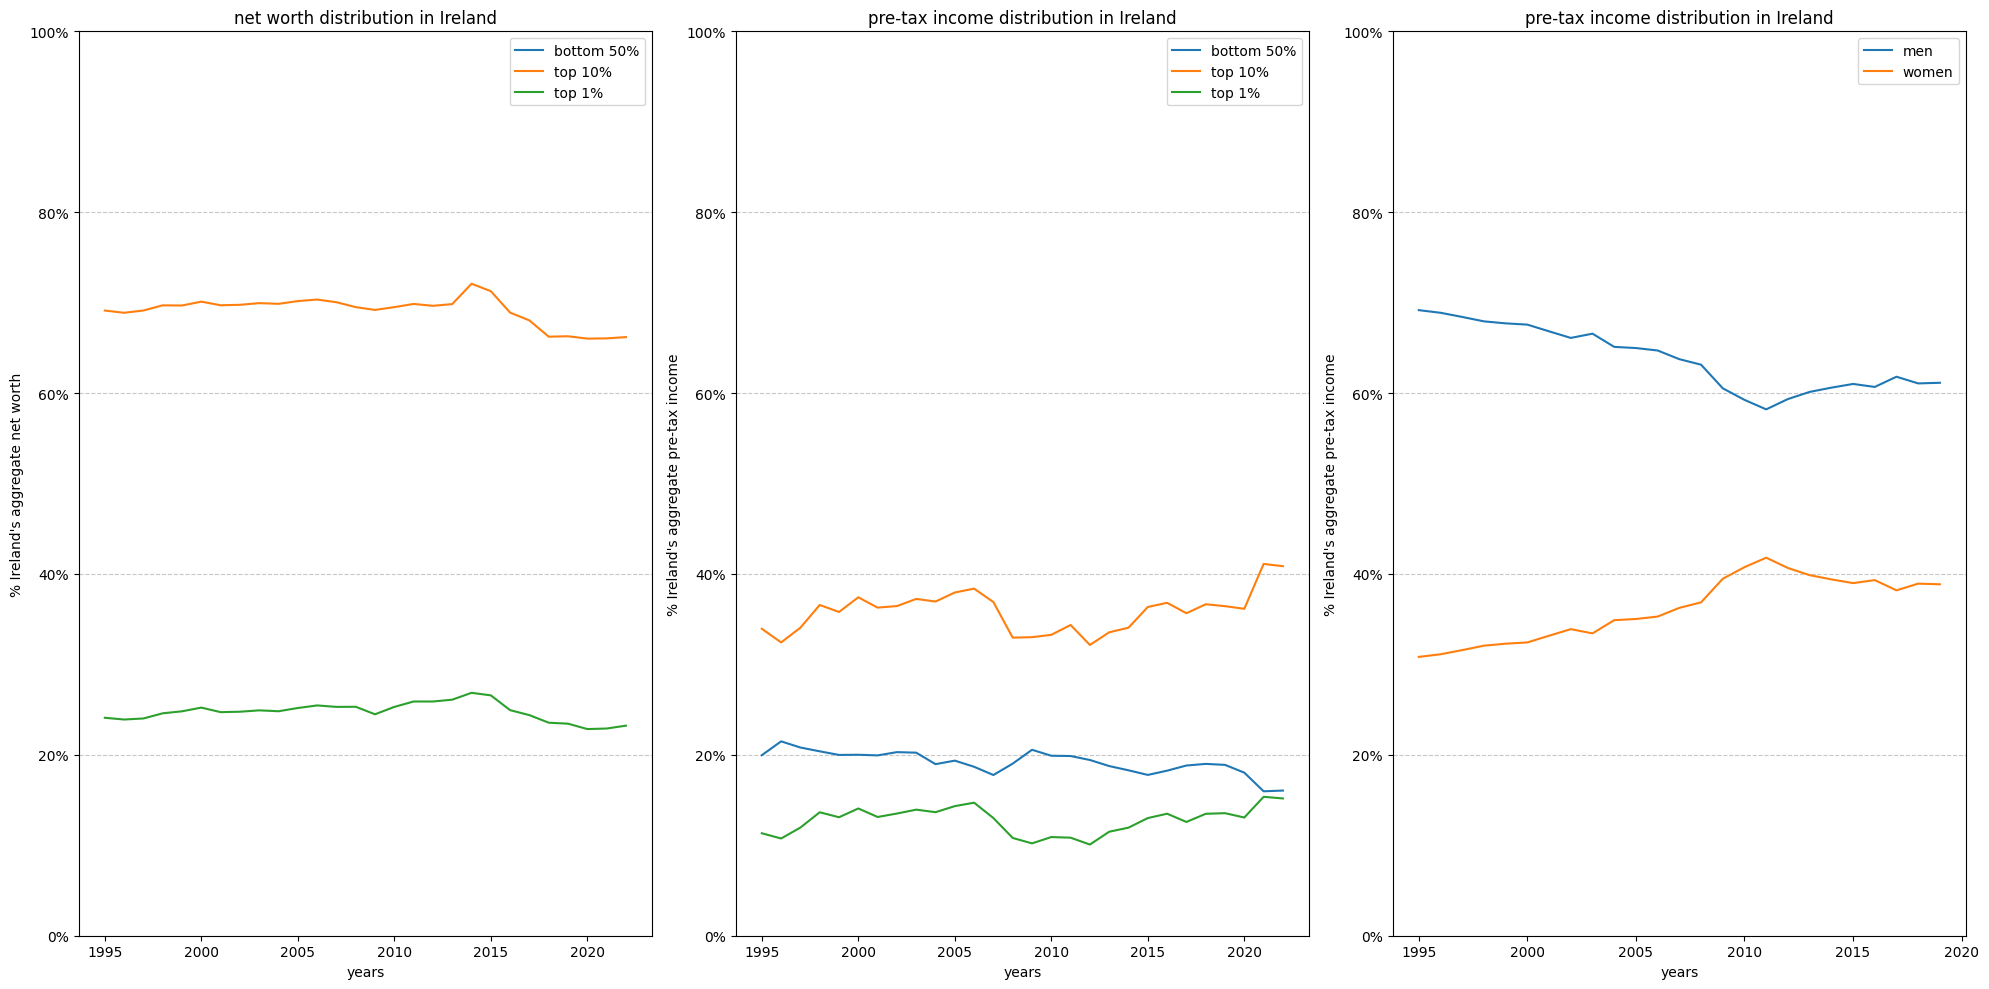 net worth distribution in Ireland
100%
80%
60%
40%
20%
0%
% Ireland's aggregate net worth
bottom 50%
top 10%
top 1%
1995
2000
2005
2010
2015
2020
years
pre-tax income distribution in Ireland
100%
80%
60%
40%
20%
0%
% Ireland's aggregate pre-tax income
bottom 50%
top 10%
top 1%
1995
2000
2005
2010
2015
2020
years
pre-tax income distribution in Ireland
100%
80%
60%
40%
20%
0%
% Ireland's aggregate pre-tax income
men
women
1995
2000
2005
2010
2015
2020
years